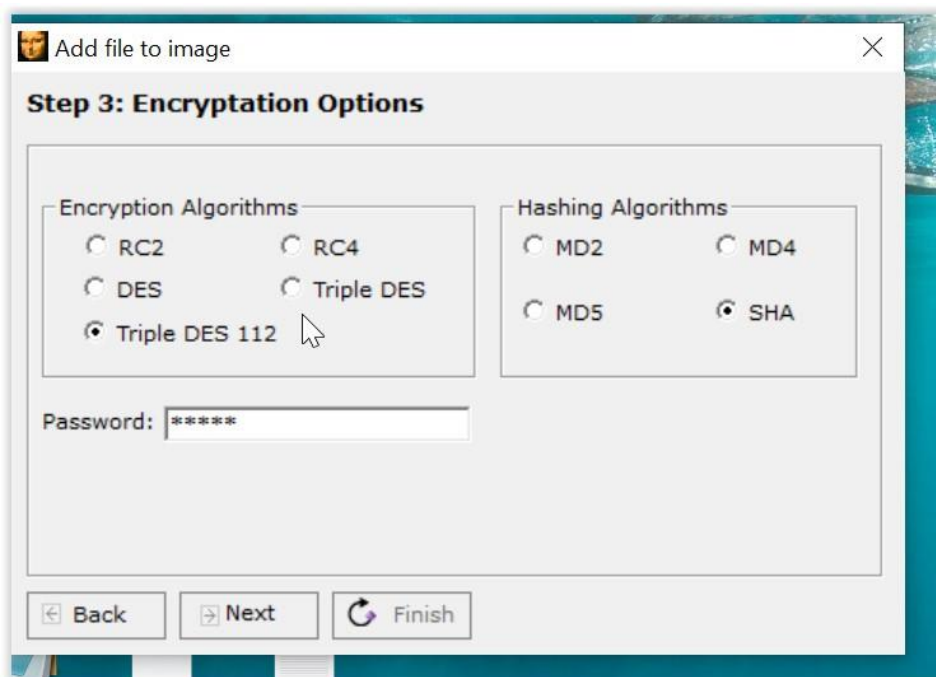 Add file to image
Step 3: Encryptation Options
Encryption Algorithms
RC2 RC4
DES Triple DES
Triple DES 112
Hashing Algorithms
MD2 MD4
MD5 SHA
Password: *****
Back Next Finish